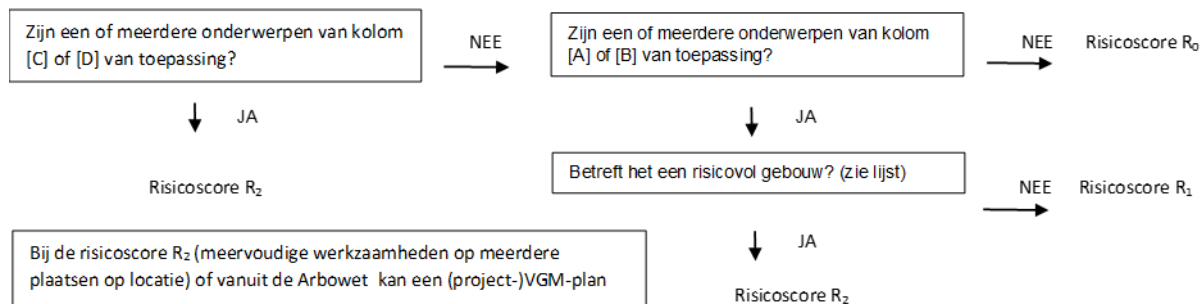 Zijn een of meerdere onderwerpen van kolom
[C] of [D] van toepassing?
NEE
Zijn een of meerdere onderwerpen van kolom
[A] of [B] van toepassing?
NEE
Risicoscore R₀
JA
JA
Risicoscore R₂
Betreft het een risicovol gebouw? (zie lijst)
NEE
Risicoscore R₁
Bij de risicoscore R₂ (meervoudige werkzaamheden op meerdere
plaatsen op locatie) of vanuit de Arbowet kan een (project-)VGM-plan
JA
Risicoscore R₂